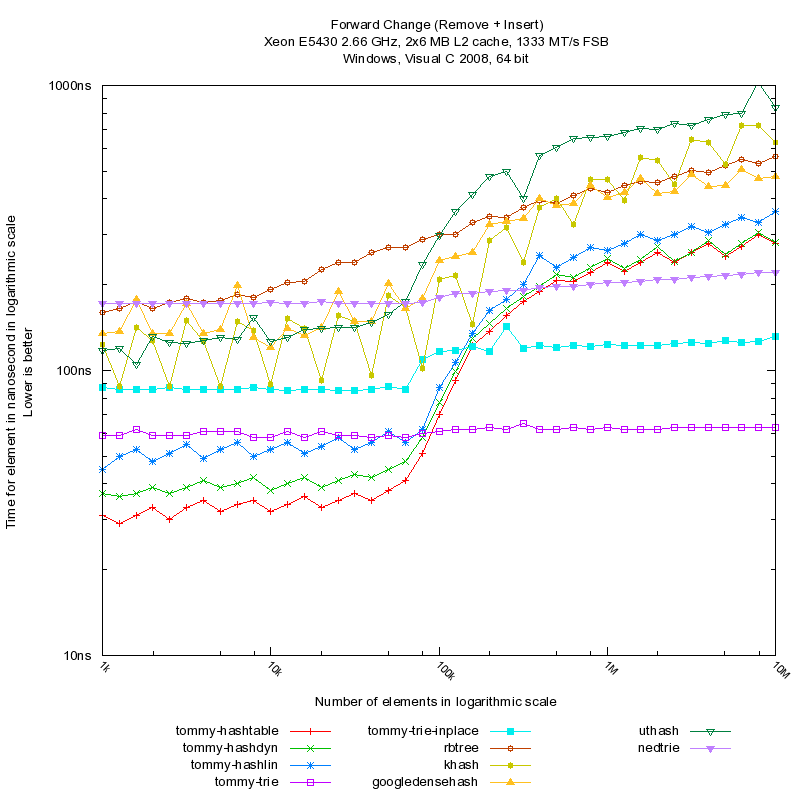 Forward Change (Remove + Insert)
Xeon E5430 2.66 GHz, 2x6 MB L2 cache, 1333 MT/s FSB
Windows, Visual C 2008, 64 bit
Time for element in nanosecond in logarithmic scale
Lower is better
1000ns
100ns
10ns
1k 10k 100k 1M 10M
Number of elements in logarithmic scale
tommy-hashtable tommy-trie-inplace uthash
tommy-hashdyn rbtree nedtrie
tommy-hashlin khash
tommy-trie googledensehash